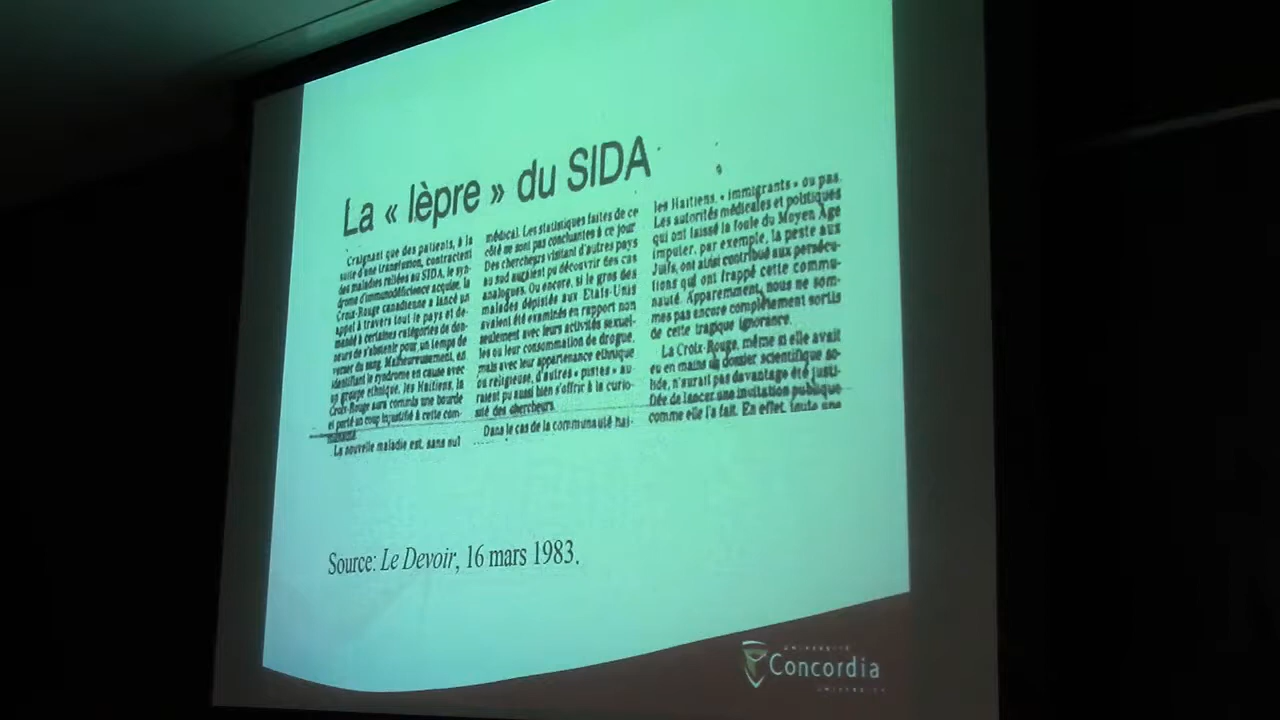 La « lèpre » du SIDA
Craignant que des patients, à la
suite d'une transfusion, contractent
des maladies reliées au SIDA, le syn-
drome d'immunodéficience acquise, la
Croix-Rouge canadienne a lancé un
appel à travers tout le pays et de-
mandé à certaines catégories de don-
neurs de s'abstenir pour un temps de
verser du sang. Malheureusement, en
identifiant le syndrome en cause avec
un groupe ethnique, les Haïtiens, la
Croix-Rouge aura commis une bourde
et porté un coup injustifié à cette com-
munauté.
La nouvelle maladie est, sans nul
médical. Les statistiques faites de ce
côté ne sont pas concluantes à ce jour
Des chercheurs visitant d'autres pays
au sud auraient pu découvrir des cas
analogues. Ou encore, si le gros des
malades dépistés aux Etats-Unis
avaient été examinés en rapport non
seulement avec leurs activités sexuel-
les ou leur consommation de drogue,
mais avec leur appartenance ethnique
ou religieuse, d'autres « pistes » au-
raient pu aussi bien s'offrir à la curio-
sité des chercheurs.
Dans le cas de la communauté haï-
les Haïtiens, « immigrants » ou pas.
Les autorités médicales et politiques
qui ont laissé la foule du Moyen Age
imputer, par exemple, la peste aux
Juifs, ont ainsi contribué aux persécu-
tions qui ont frappé cette commu-
nauté. Apparemment, nous ne som-
mes pas encore complètement sortis
de cette tragique ignorance.
La Croix-Rouge, même si elle avait
eu en mains un dossier scientifique so-
lide, n'aurait pas davantage été justi-
fiée de lancer une invitation publique
comme elle l'a fait. En effet, toute une
Source: Le Devoir, 16 mars 1983.
UNIVERSITÉ
Concordia
UNIVERSITY